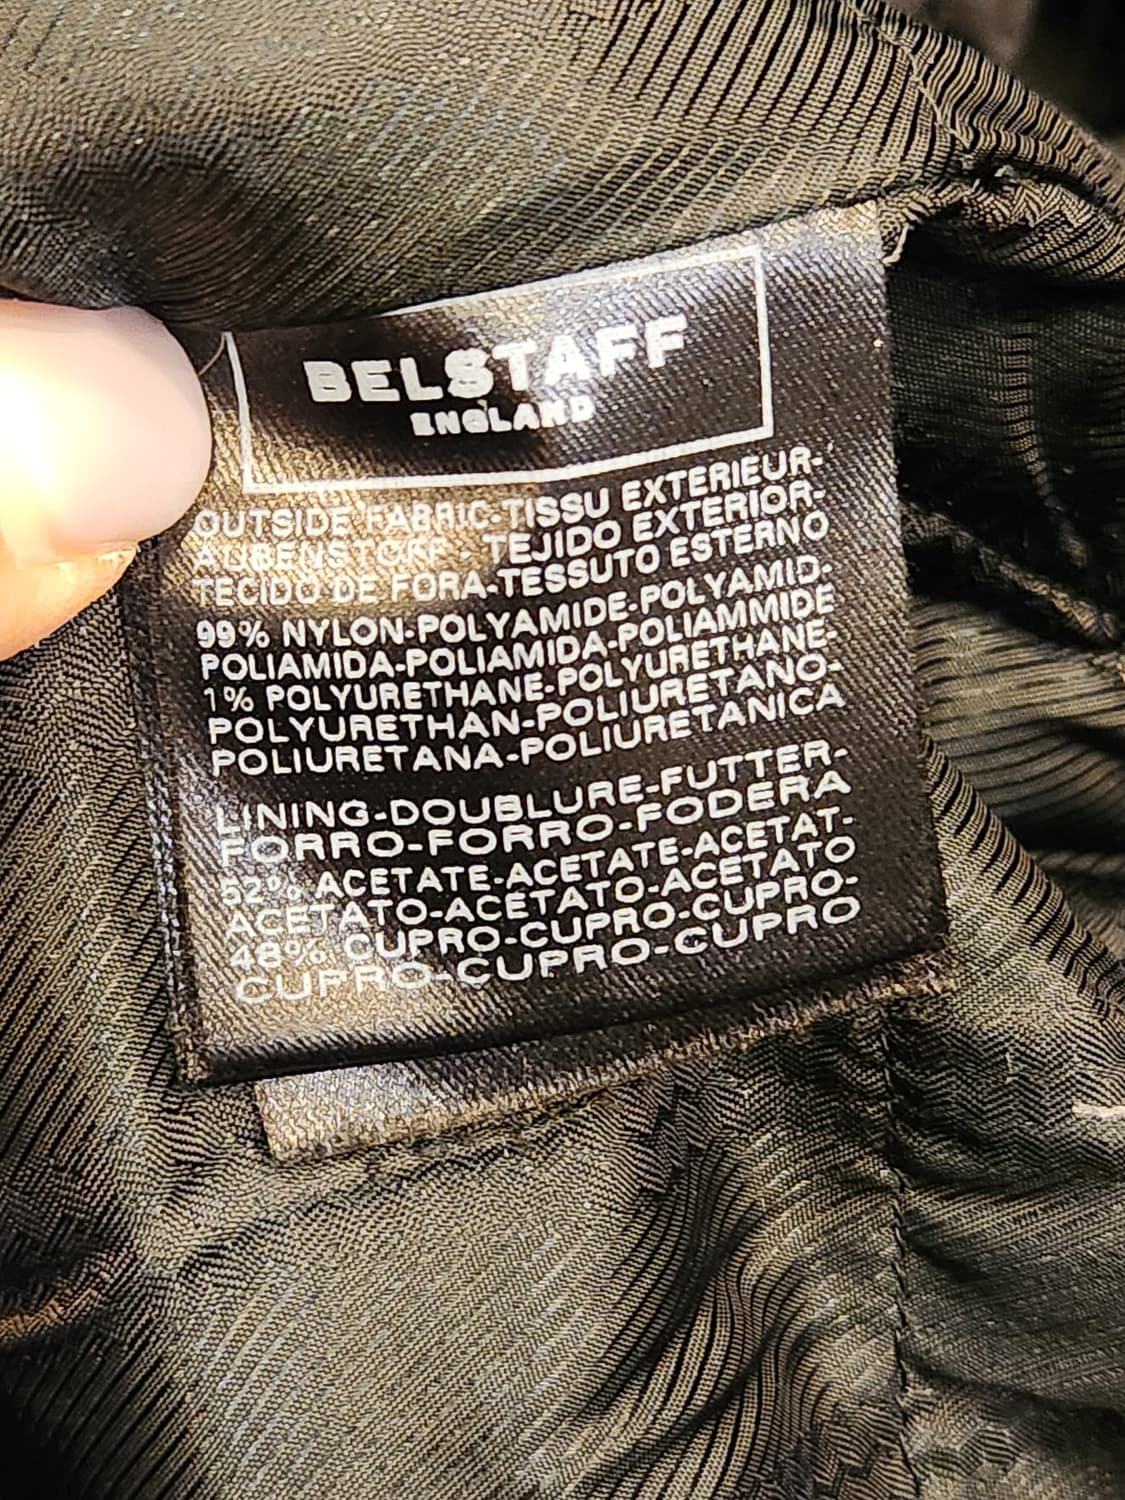 BELSTAFF
ENGLAND
OUTSIDE FABRIC-TISSU EXTERIEUR-
AUBENSTOFF - TEJIDO EXTERIOR-
TECIDO DE FORA-TESSUTO ESTERNO
99% NYLON-POLYAMIDE-POLYAMID-
POLIAMIDA-POLIAMIDA-POLIAMMIDE
1% POLYURETHANE-POLYURETHANE-
POLYURETHAN-POLIURETANO-
POLIURETANA-POLIURETANICA
LINING-DOUBLURE-FUTTER-
FORRO-FORRO-FODERA
52% ACETATE-ACETATE-ACETAT-
ACETATO-ACETATO-ACETATO
48% CUPRO-CUPRO-CUPRO-
CUPRO-CUPRO-CUPRO